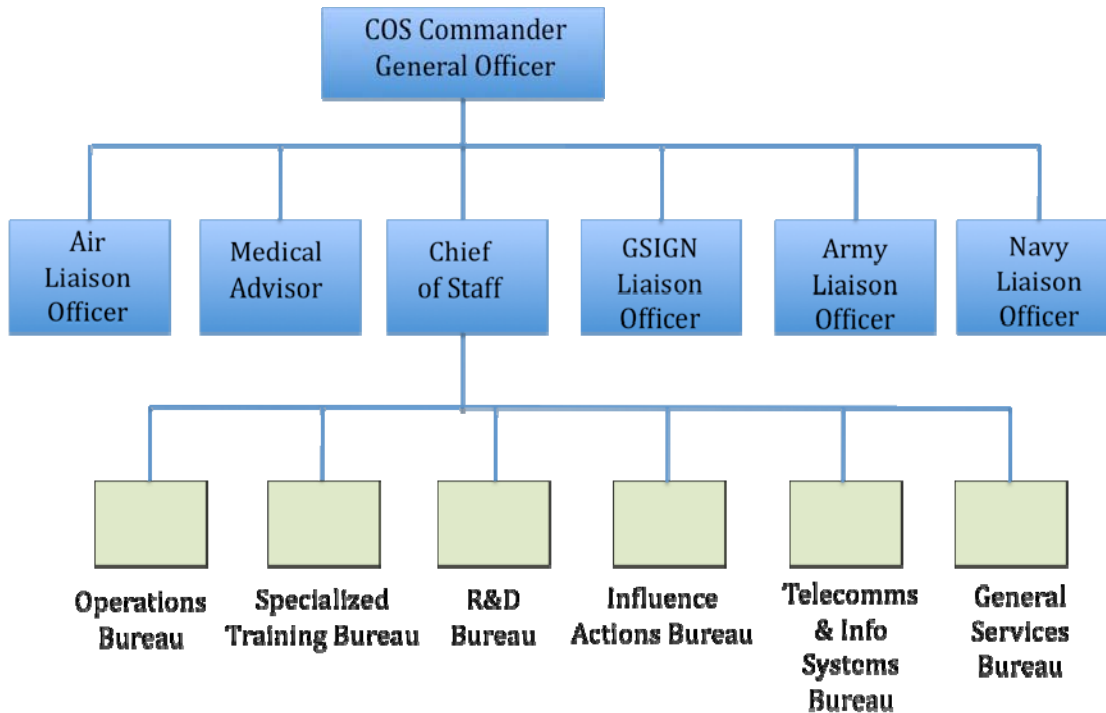 COS Commander
General Officer
Air
Liaison
Officer
Medical
Advisor
Chief
of Staff
GSIGN
Liaison
Officer
Army
Liaison
Officer
Navy
Liaison
Officer
Operations
Bureau
Specialized
Training Bureau
R&D
Bureau
Influence
Actions Bureau
Telecomms
& Info
Systems
Bureau
General
Services
Bureau